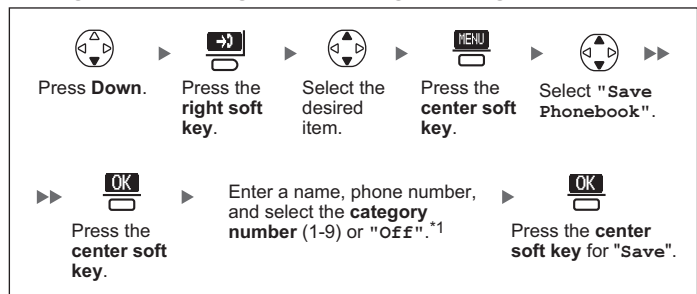 MENU
Press Down.
Press the
right soft
key.
Select the
desired
item.
Press the
center soft
key.
Select "Save
Phonebook".
OK
Press the
center soft
key.
Enter a name, phone number,
and select the category
number (1-9) or "Off".*1
OK
Press the center
soft key for "Save".